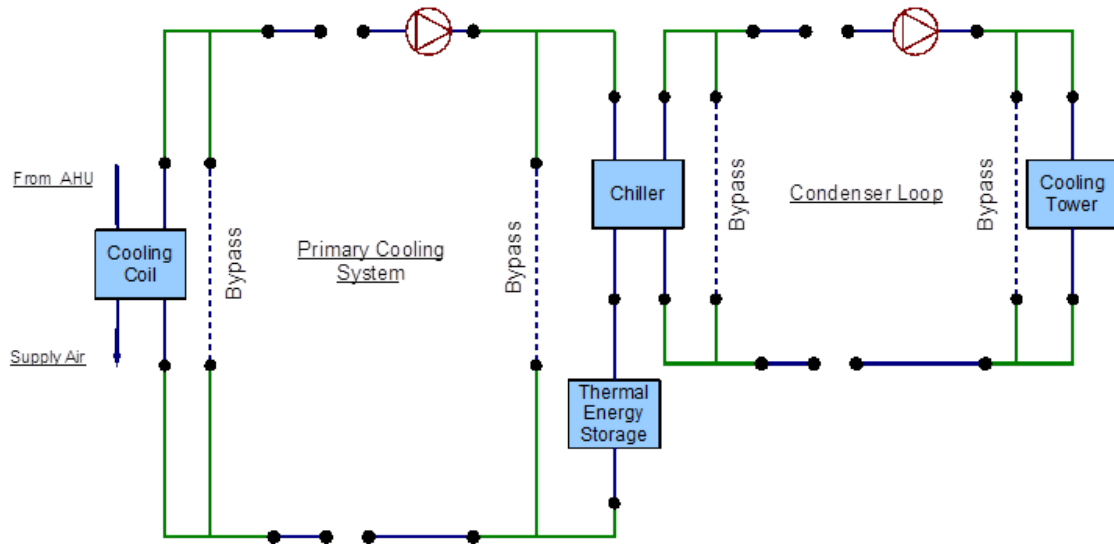 From AHU
Cooling
Coil
Supply Air
Bypass
Primary Cooling
System
Bypass
Chiller
Thermal
Energy
Storage
Bypass
Condenser Loop
Bypass
Cooling
Tower